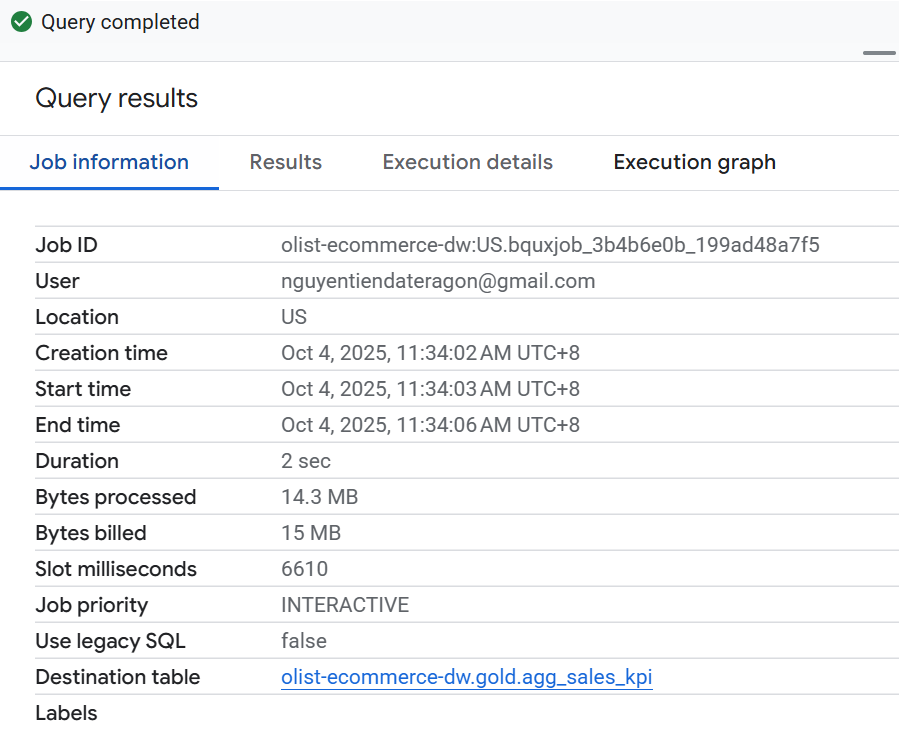 Query completed
Query results
Job information Results Execution details Execution graph
Job ID olist-ecommerce-dw:US.bquxjob_3b4b6e0b_199ad48a7f5
User nguyentiendateragon@gmail.com
Location US
Creation time Oct 4, 2025, 11:34:02 AM UTC+8
Start time Oct 4, 2025, 11:34:03 AM UTC+8
End time Oct 4, 2025, 11:34:06 AM UTC+8
Duration 2 sec
Bytes processed 14.3 MB
Bytes billed 15 MB
Slot milliseconds 6610
Job priority INTERACTIVE
Use legacy SQL false
Destination table olist-ecommerce-dw.gold.agg_sales_kpi
Labels